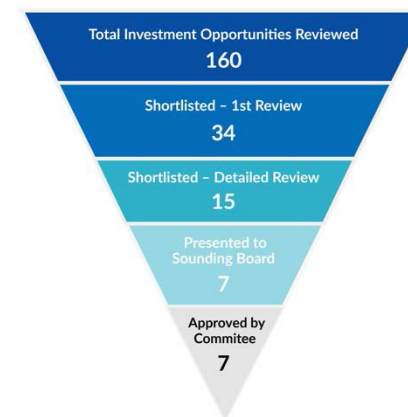 Total Investment Opportunities Reviewed
160
Shortlisted – 1st Review
34
Shortlisted – Detailed Review
15
Presented to
Sounding Board
7
Approved by
Commitee
7